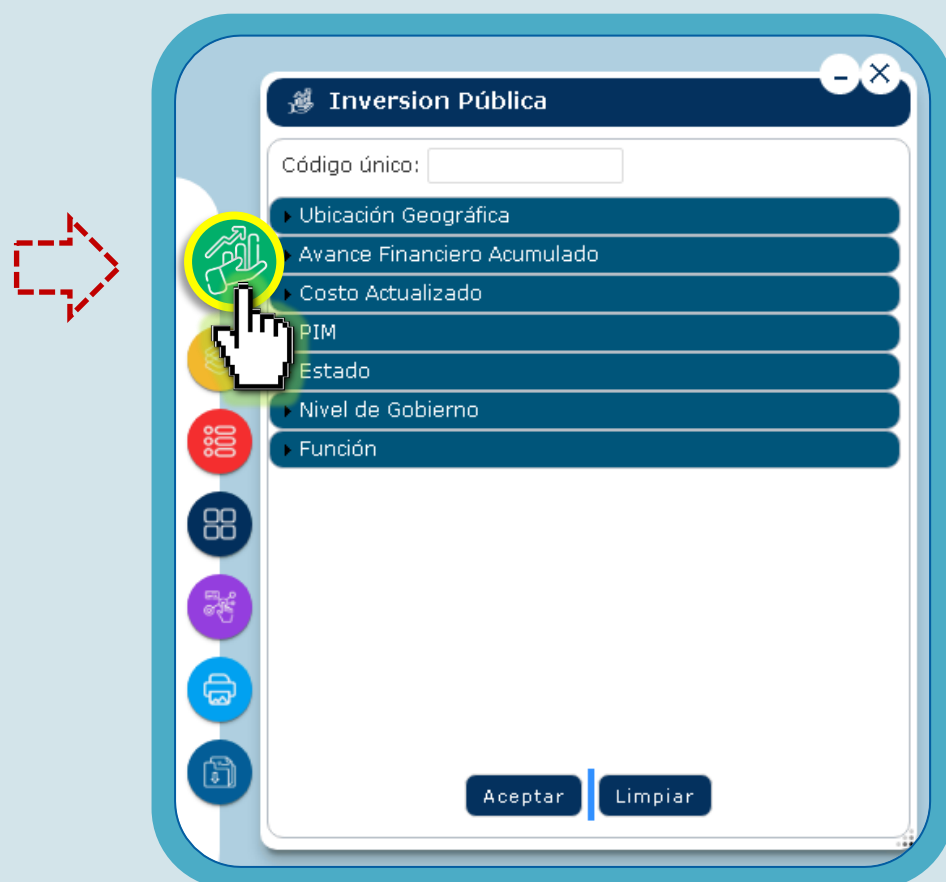 Inversion Pública
Código único:
Ubicación Geográfica
Avance Financiero Acumulado
Costo Actualizado
PIM
Estado
Nivel de Gobierno
Función
Aceptar
Limpiar